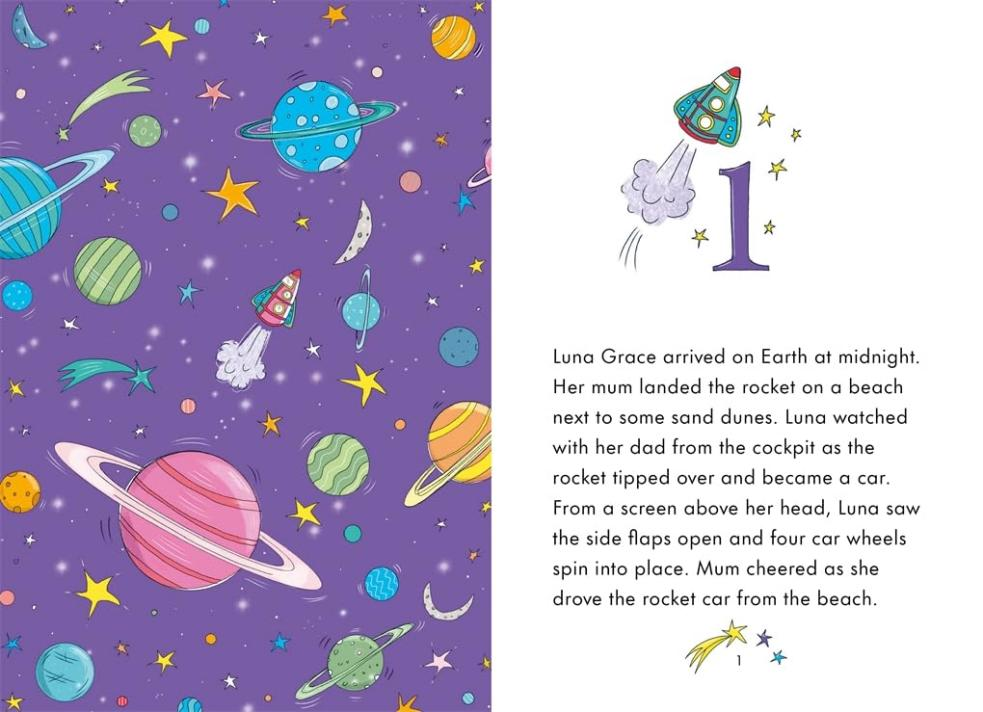 1
Luna Grace arrived on Earth at midnight.
Her mum landed the rocket on a beach
next to some sand dunes. Luna watched
with her dad from the cockpit as the
rocket tipped over and became a car.
From a screen above her head, Luna saw
the side flaps open and four car wheels
spin into place. Mum cheered as she
drove the rocket car from the beach.
1